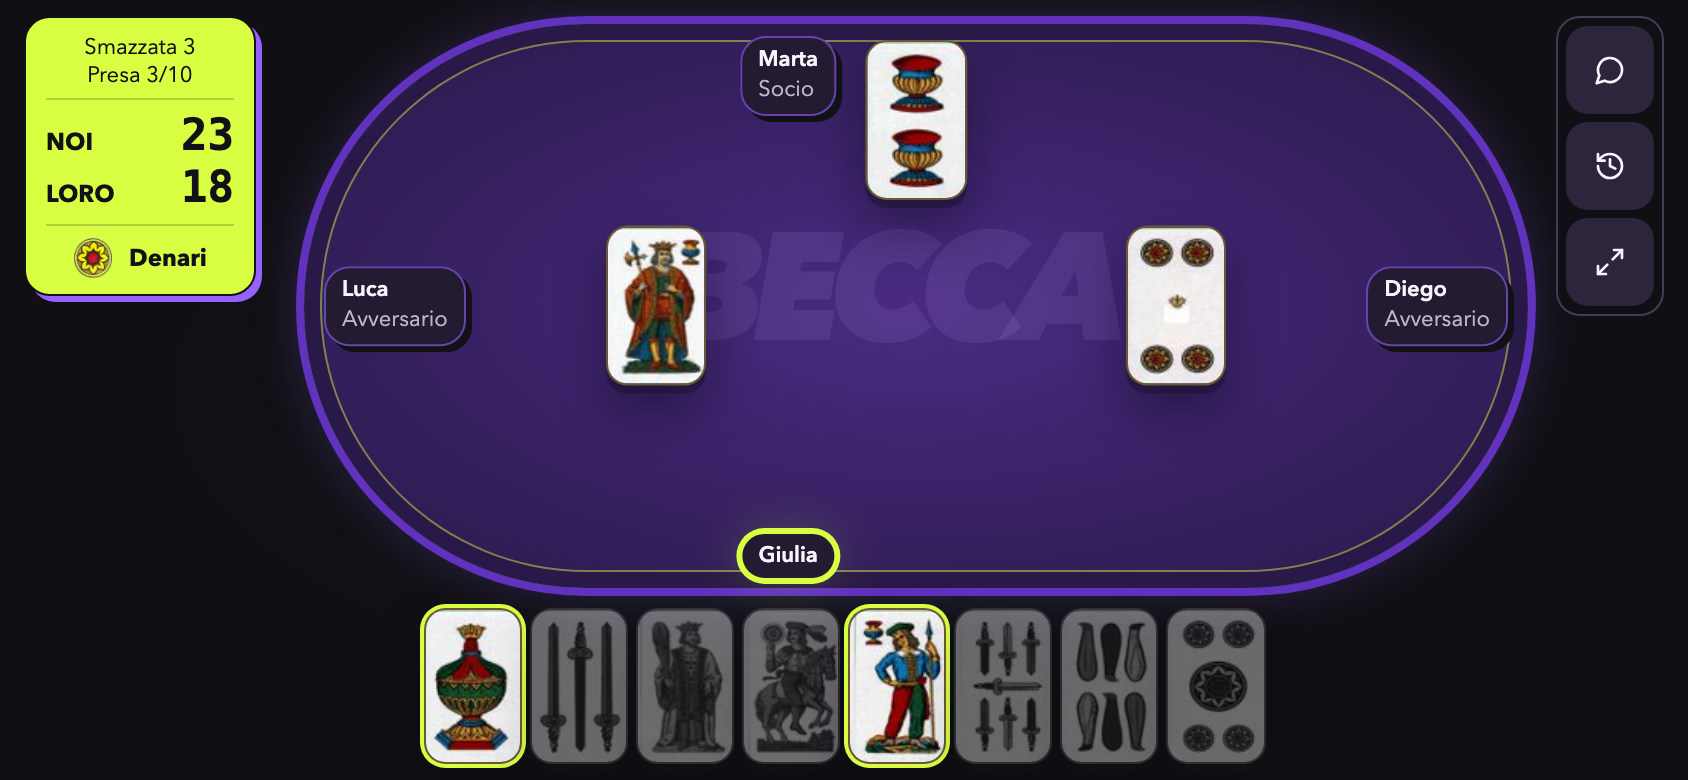 Smazzata 3
Presa 3/10
NOI 23
LORO 18
Denari
Marta
Socio
Luca
Avversario
BECCA
Diego
Avversario
Giulia